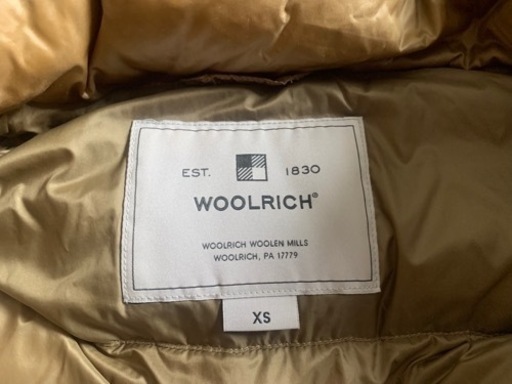 EST. 1830
WOOLRICH®
WOOLRICH WOOLEN MILLS
WOOLRICH, PA 17779
XS